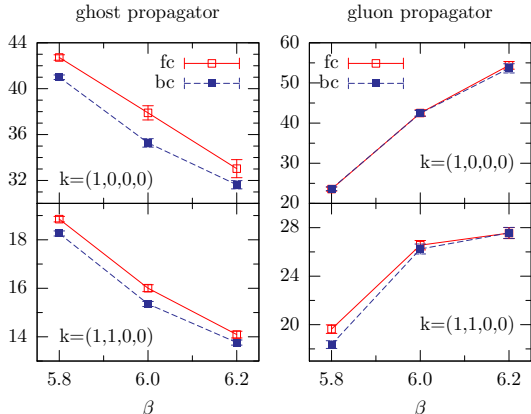 ghost propagator
gluon propagator
44
40
36
32
fc
bc
k=(1,0,0,0)
60
50
40
30
20
fc
bc
k=(1,0,0,0)
18
16
14
k=(1,1,0,0)
28
24
20
k=(1,1,0,0)
5.8 6.0 6.2
5.8 6.0 6.2
β
β